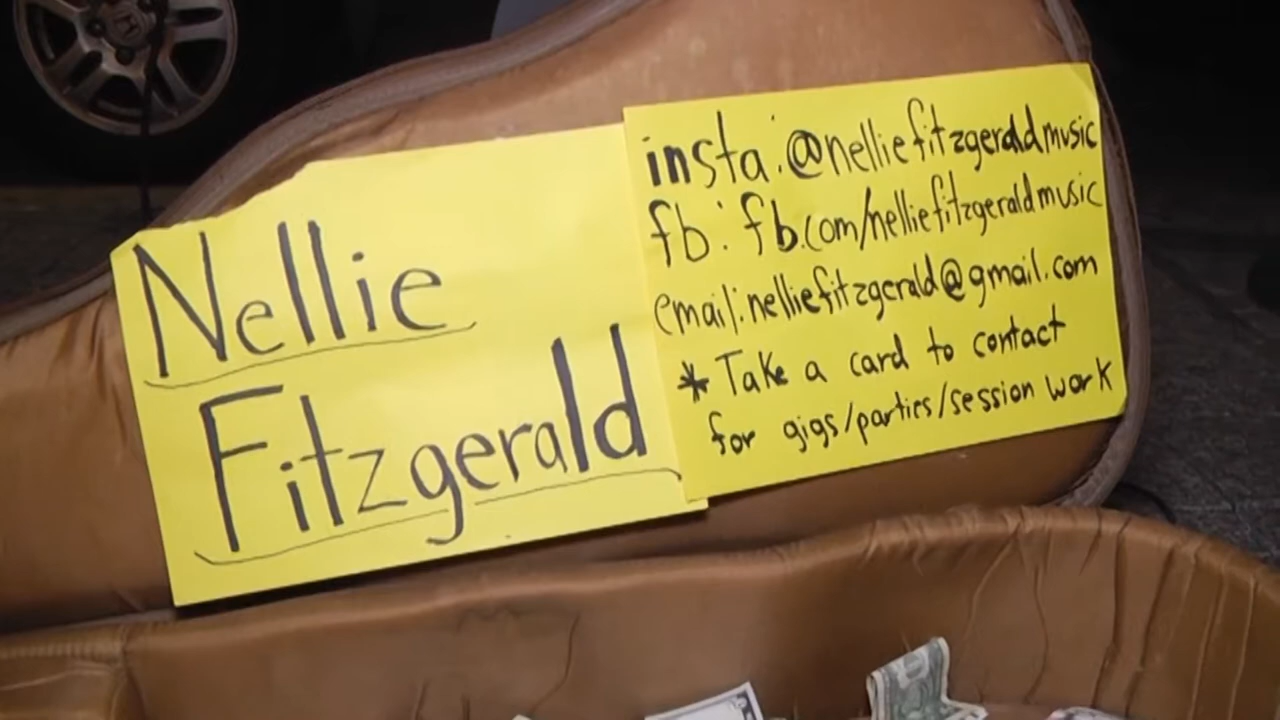 Nellie
Fitzgerald
insta: @nelliefitzgeraldmusic
fb: fb.com/nelliefitzgeraldmusic
email: nelliefitzgerald@gmail.com
* Take a card to contact
for gigs/parties/session work